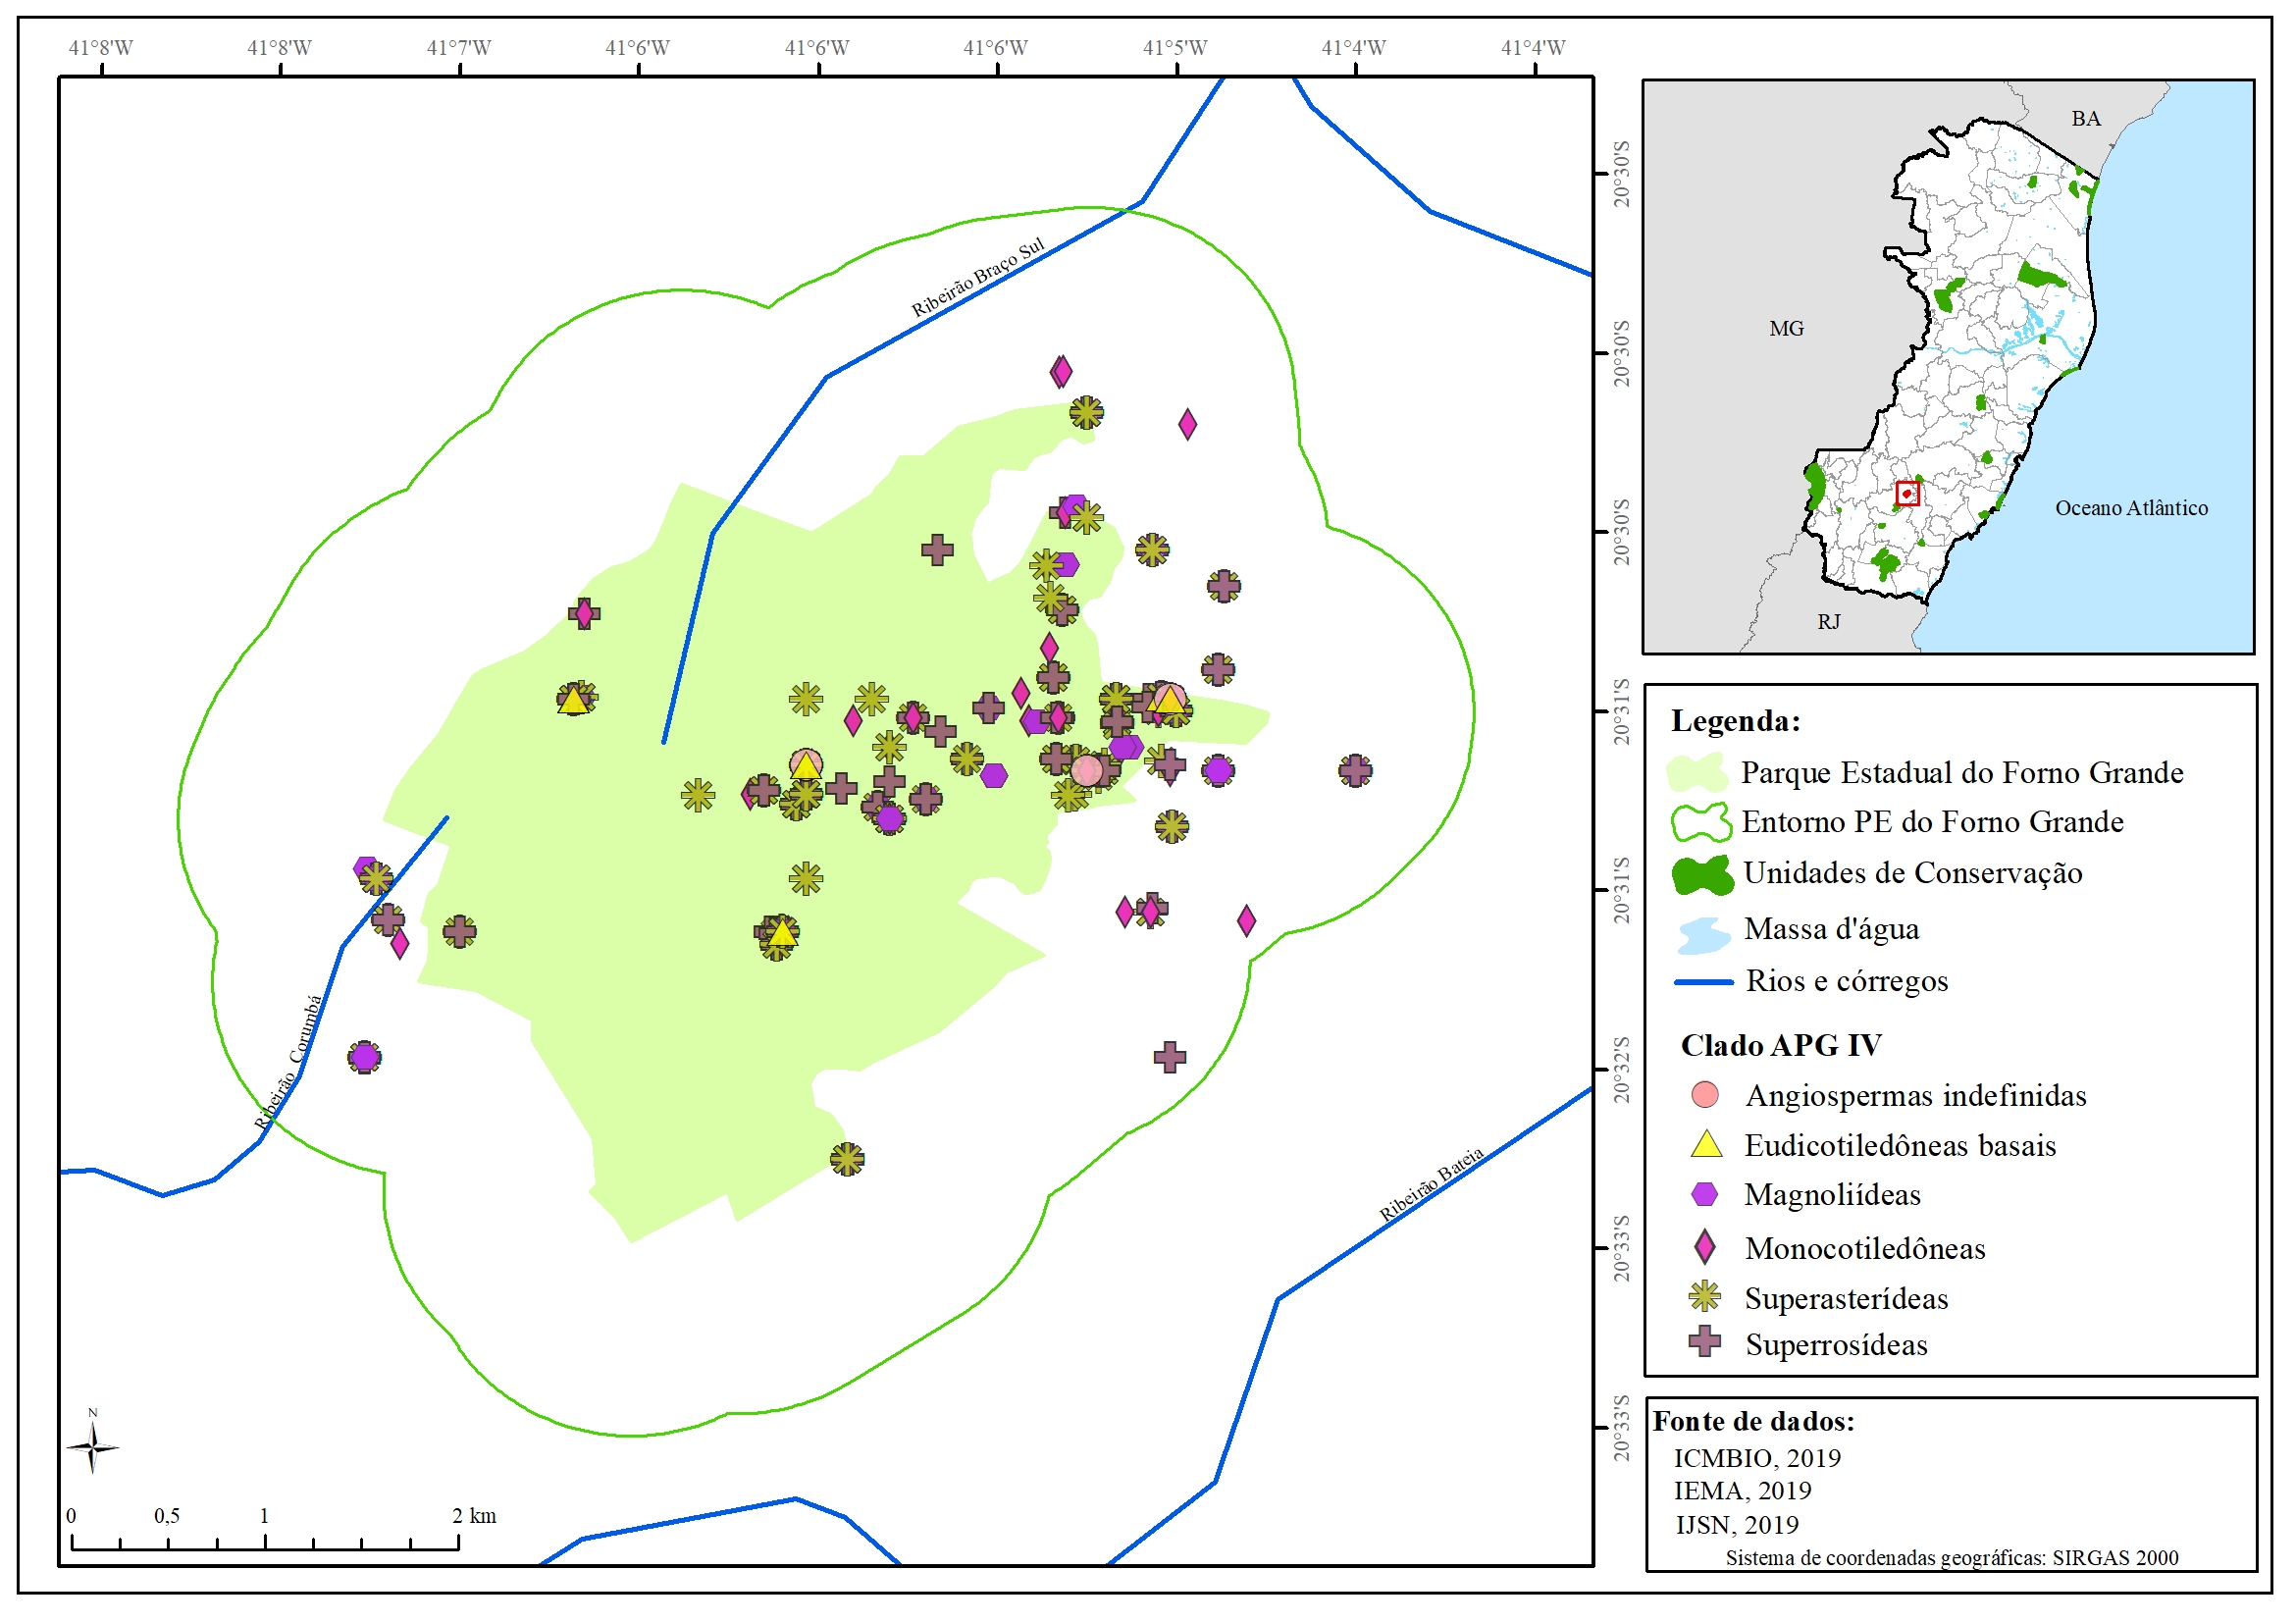 41°8'W 41°8'W 41°7'W 41°6'W 41°6'W 41°6'W 41°5'W 41°4'W 41°4'W
20°30'S
20°30'S
20°30'S
20°31'S
20°31'S
20°32'S
20°33'S
20°33'S
Ribeirão Braço Sul
Ribeirão Corumbá
Ribeirão Bateia
N
0 0,5 1 2 km
BA
MG
Oceano Atlântico
RJ
Legenda:
Parque Estadual do Forno Grande
Entorno PE do Forno Grande
Unidades de Conservação
Massa d'água
Rios e córregos
Clado APG IV
Angiospermas indefinidas
Eudicotiledôneas basais
Magnoliídeas
Monocotiledôneas
Superasterídeas
Superrosídeas
Fonte de dados:
ICMBIO, 2019
IEMA, 2019
IJSN, 2019
Sistema de coordenadas geográficas: SIRGAS 2000